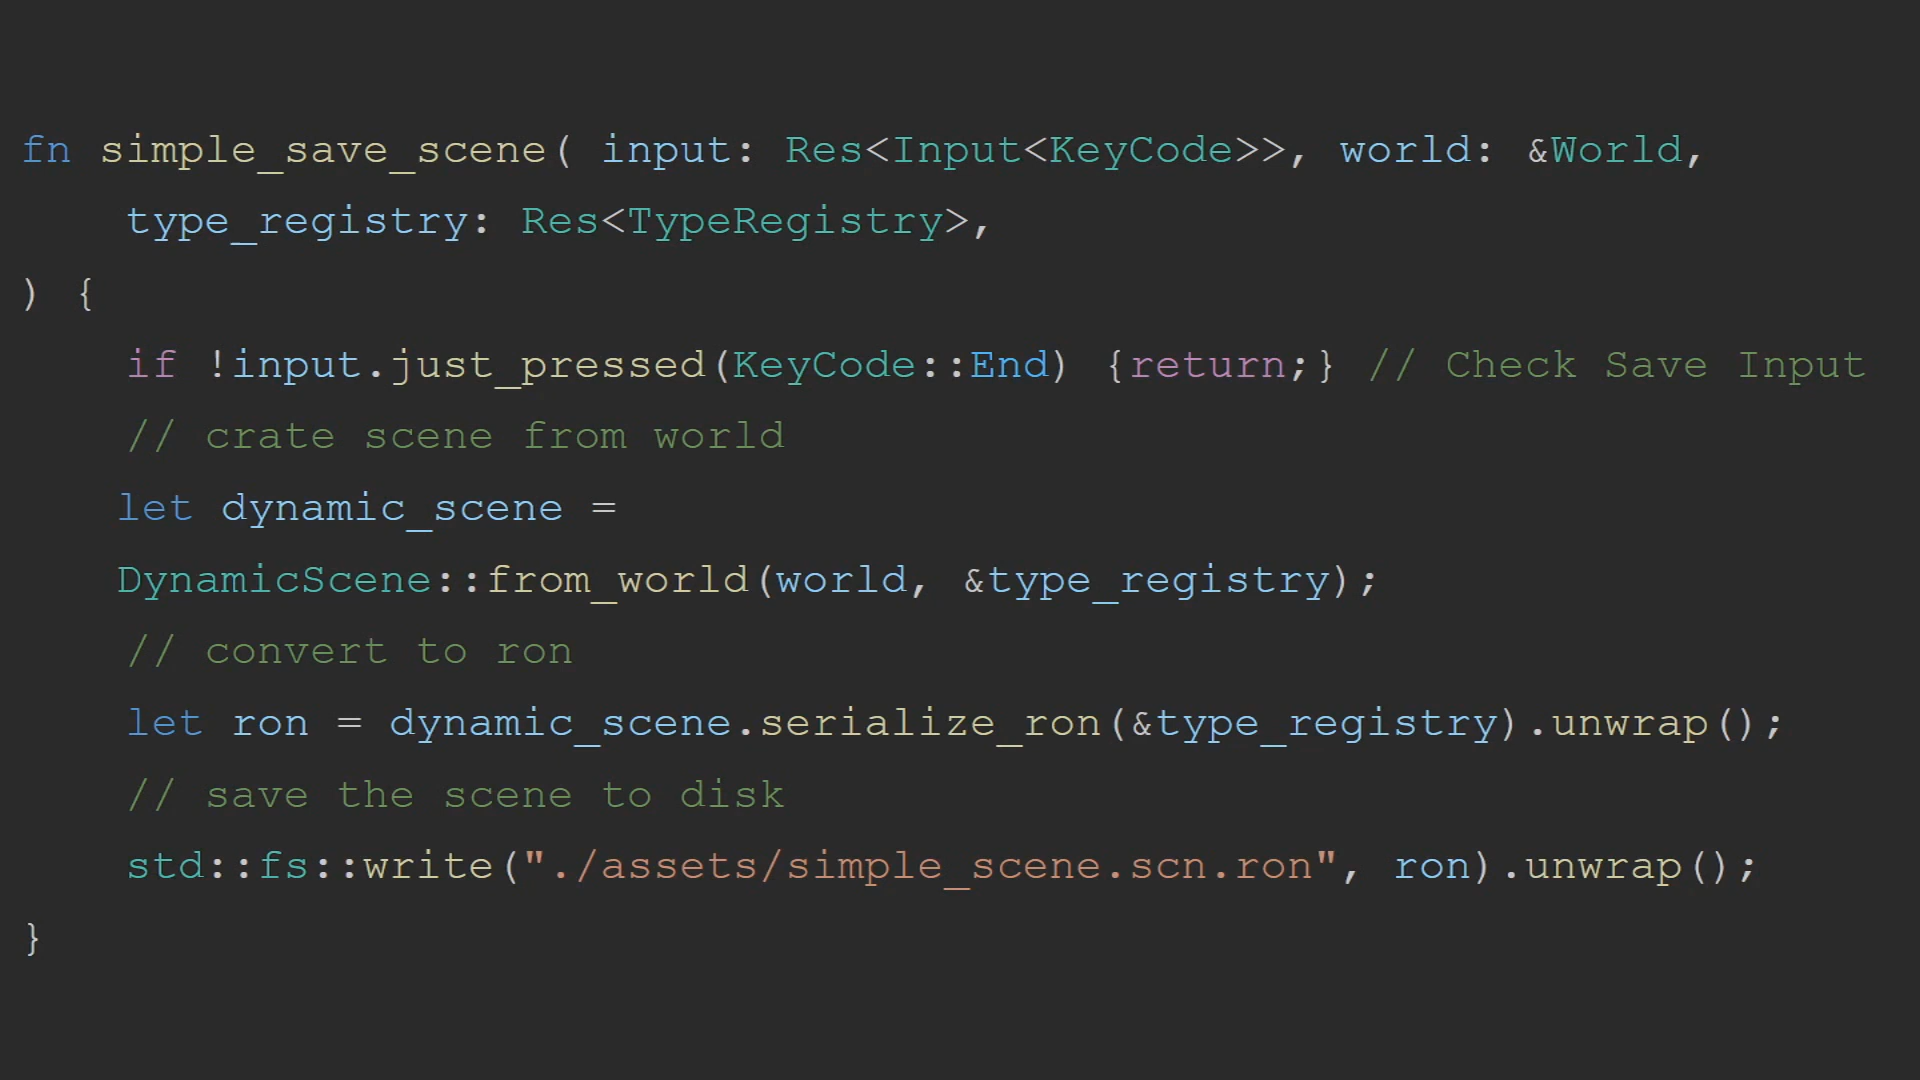 fn simple_save_scene( input: Res<Input<KeyCode>>, world: &World,
type_registry: Res<TypeRegistry>,
) {
if !input.just_pressed(KeyCode::End) {return;} // Check Save Input
// crate scene from world
let dynamic_scene =
DynamicScene::from_world(world, &type_registry);
// convert to ron
let ron = dynamic_scene.serialize_ron(&type_registry).unwrap();
// save the scene to disk
std::fs::write("./assets/simple_scene.scn.ron", ron).unwrap();
}